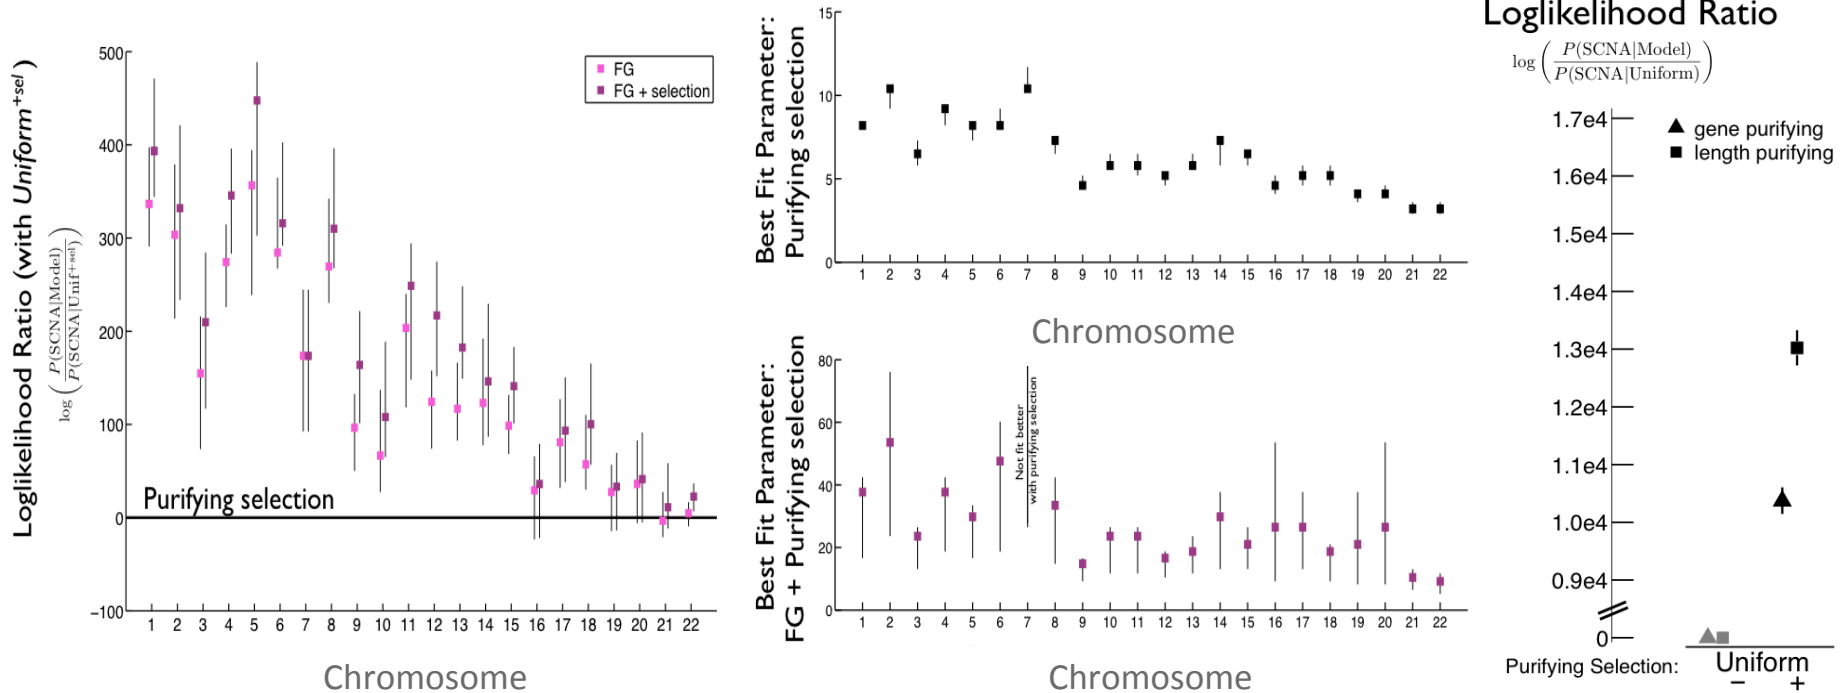 Loglikelihood Ratio (with Uniform+sel)
log ( P(SCNA|Model) / P(SCNA|Unif+sel) )
500
400
300
200
100
0
−100
FG
FG + selection
Purifying selection
1 2 3 4 5 6 7 8 9 10 11 12 13 14 15 16 17 18 19 20 21 22
Chromosome
Best Fit Parameter:
Purifying selection
15
10
5
0
1 2 3 4 5 6 7 8 9 10 11 12 13 14 15 16 17 18 19 20 21 22
Chromosome
Best Fit Parameter:
FG + Purifying selection
80
60
40
20
0
Not fit better
with purifying selection
1 2 3 4 5 6 7 8 9 10 11 12 13 14 15 16 17 18 19 20 21 22
Chromosome
Loglikelihood Ratio
log ( P(SCNA|Model) / P(SCNA|Uniform) )
gene purifying
length purifying
1.7e4
1.6e4
1.5e4
1.4e4
1.3e4
1.2e4
1.1e4
1.0e4
0.9e4
0
Purifying Selection:
Uniform
− +